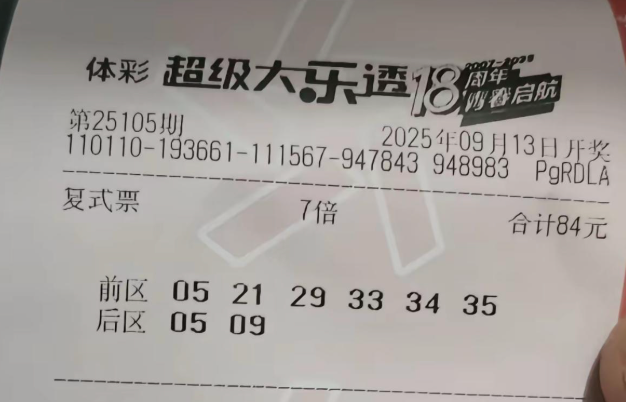 体彩 超级大乐透 18周年 2007-2025 启航
第25105期 2025年09月13日开奖
110110-193661-111567-947843 948983 PgRDLA
复式票 7倍 合计84元
前区 05 21 29 33 34 35
后区 05 09